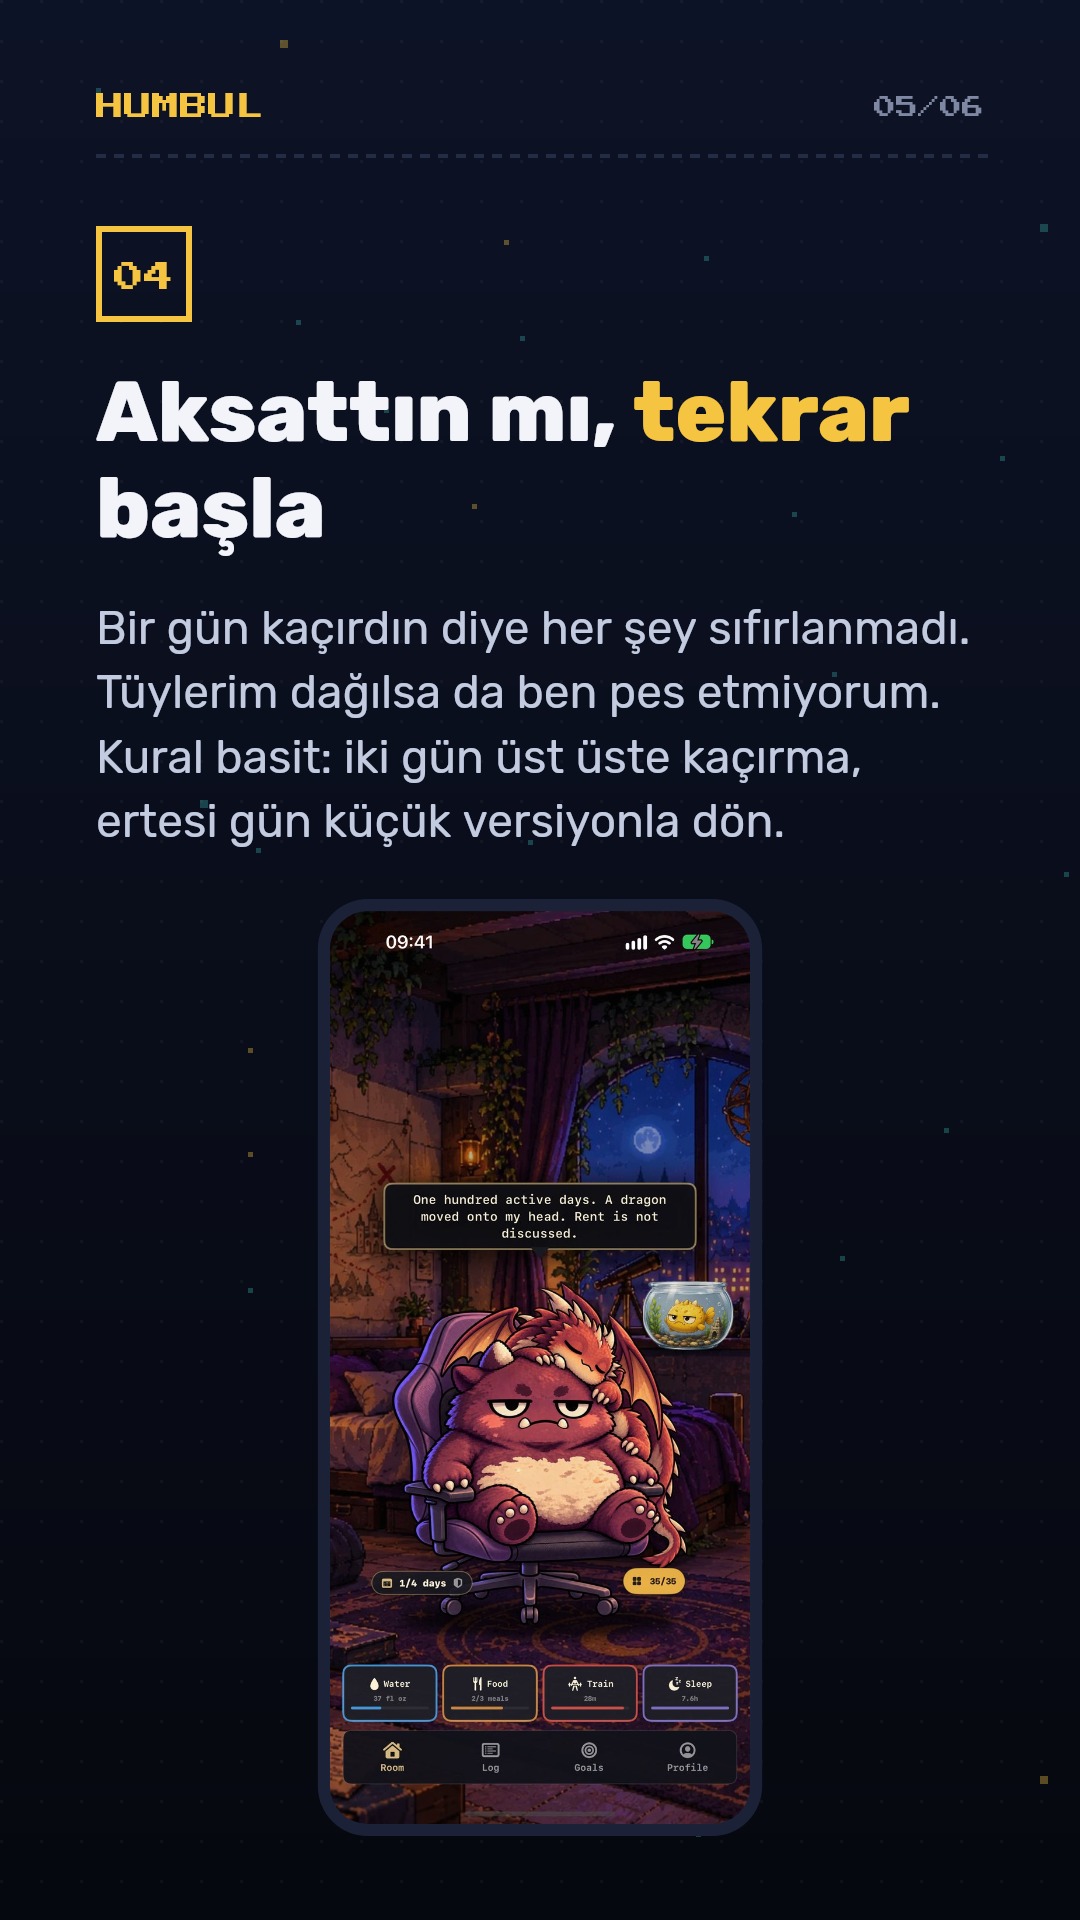 HUMBUL
05/06
04
Aksattın mı, tekrar
başla
Bir gün kaçırdın diye her şey sıfırlanmadı.
Tüylerim dağılsa da ben pes etmiyorum.
Kural basit: iki gün üst üste kaçırma,
ertesi gün küçük versiyonla dön.
09:41
One hundred active days. A dragon
moved onto my head. Rent is not
discussed.
1/4 days
35/35
Water
37 fl oz
Food
2/3 meals
Train
28m
Sleep
7.6h
Room
Log
Goals
Profile